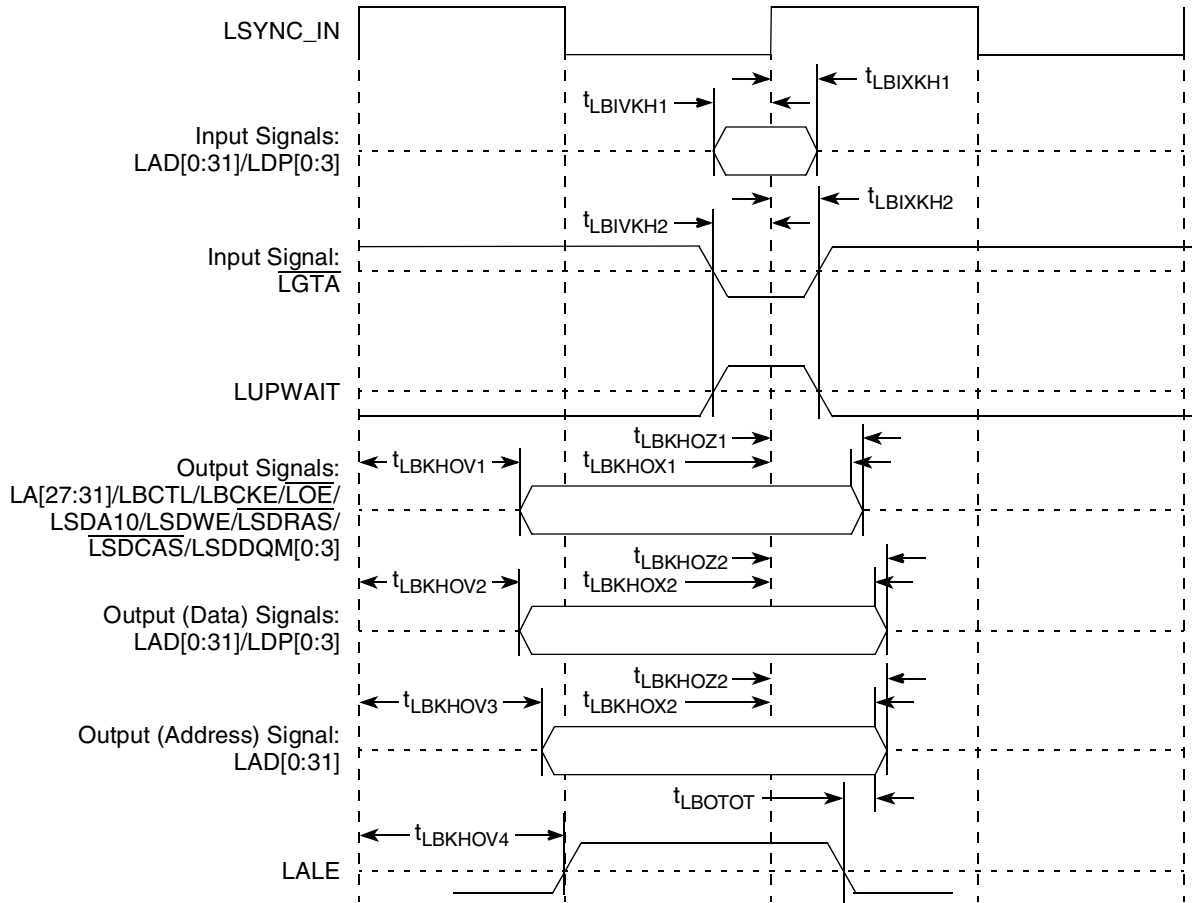 LSYNC_IN
tLBIXKH1
tLBIVKH1
Input Signals:
LAD[0:31]/LDP[0:3]
tLBIXKH2
tLBIVKH2
Input Signal:
LGTA
LUPWAIT
tLBKHOZ1
tLBKHOV1
tLBKHOX1
Output Signals:
LA[27:31]/LBCTL/LBCKE/LOE/
LSDA10/LSDWE/LSDRAS/
LSDCAS/LSDDQM[0:3]
tLBKHOZ2
tLBKHOV2
tLBKHOX2
Output (Data) Signals:
LAD[0:31]/LDP[0:3]
tLBKHOZ2
tLBKHOV3
tLBKHOX2
Output (Address) Signal:
LAD[0:31]
tLBOTOT
tLBKHOV4
LALE